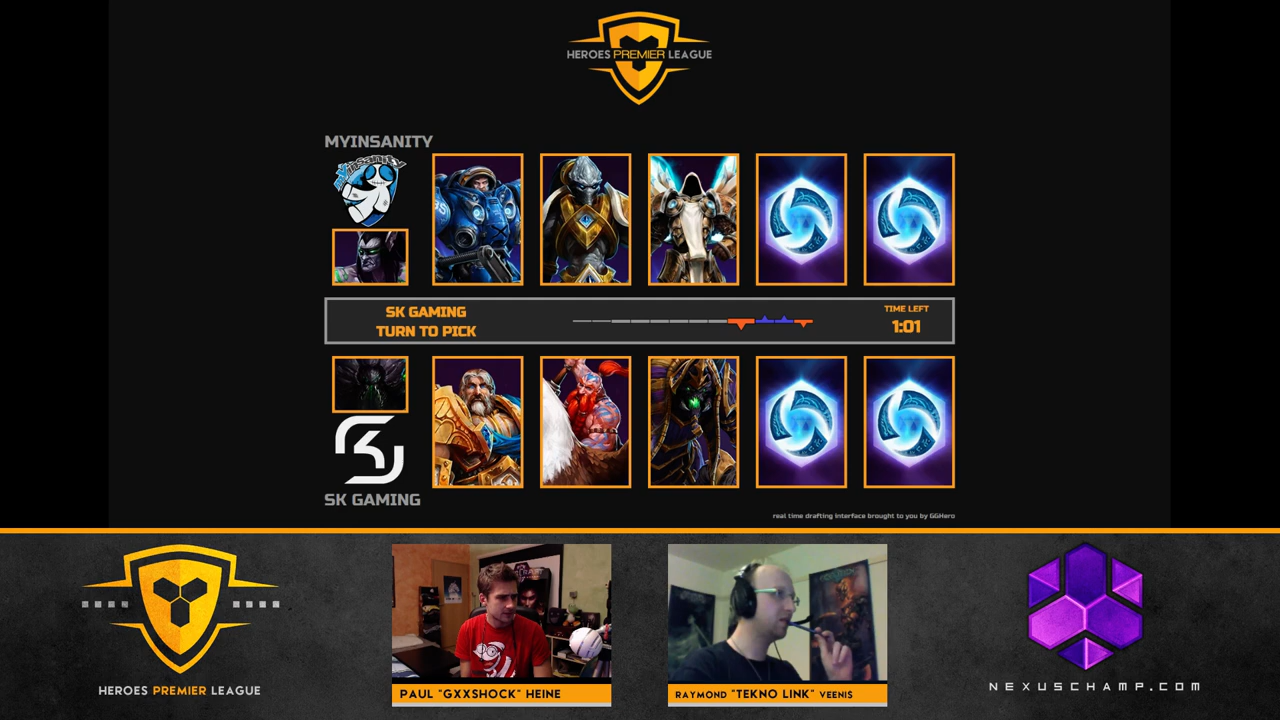 HEROES PREMIER LEAGUE
MYINSANITY
SK GAMING
TURN TO PICK
TIME LEFT
1:01
SK GAMING
real time drafting interface brought to you by GGHero
HEROES PREMIER LEAGUE
PAUL "GXXSHOCK" HEINE
RAYMOND "TEKNO LINK" VEENIS
NEXUSCHAMP.COM